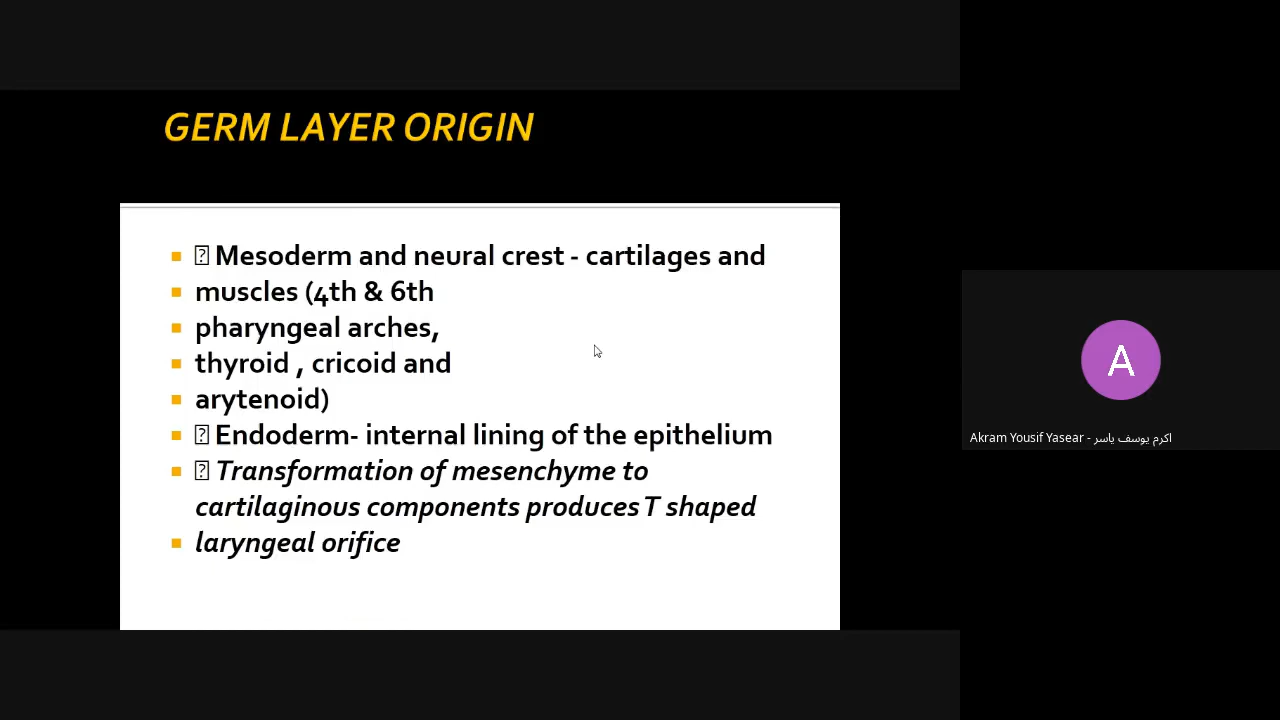 GERM LAYER ORIGIN
Mesoderm and neural crest - cartilages and
muscles (4th & 6th
pharyngeal arches,
thyroid , cricoid and
arytenoid)
Endoderm- internal lining of the epithelium
Transformation of mesenchyme to
cartilaginous components produces T shaped
laryngeal orifice
A
Akram Yousif Yasear - اكرم يوسف ياسر